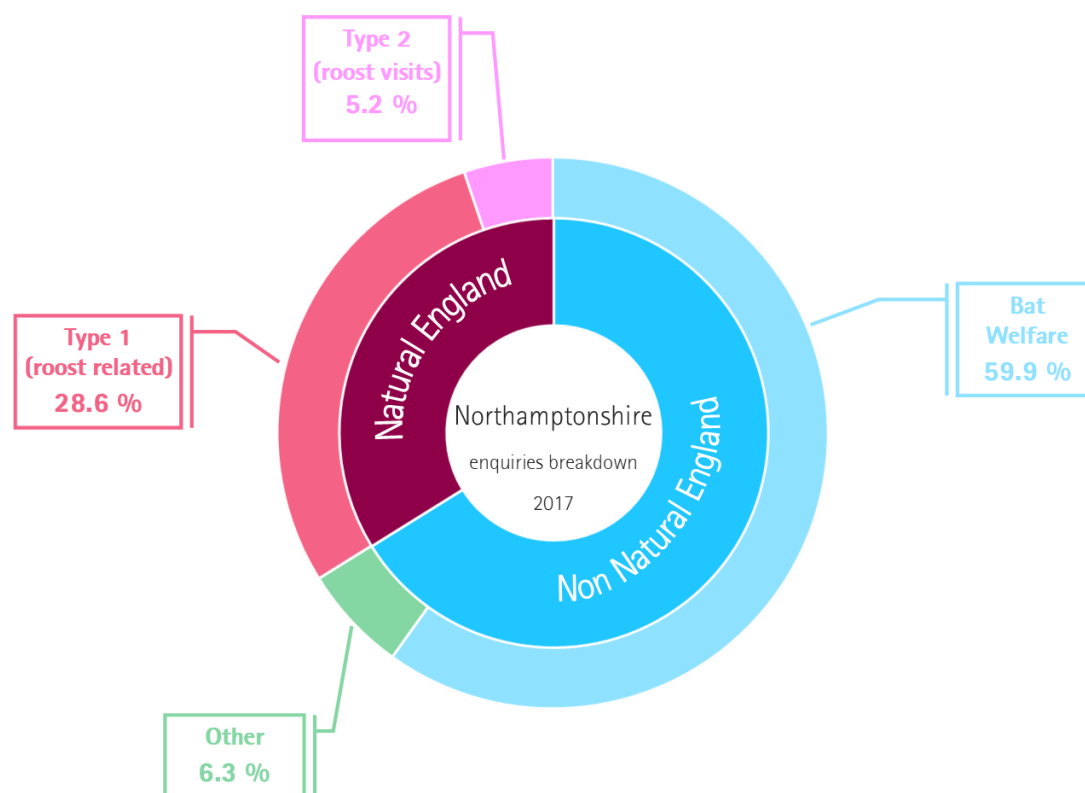 Type 2
(roost visits)
5.2 %
Type 1
(roost related)
28.6 %
Natural England
Northamptonshire
enquiries breakdown
2017
Non Natural England
Bat
Welfare
59.9 %
Other
6.3 %